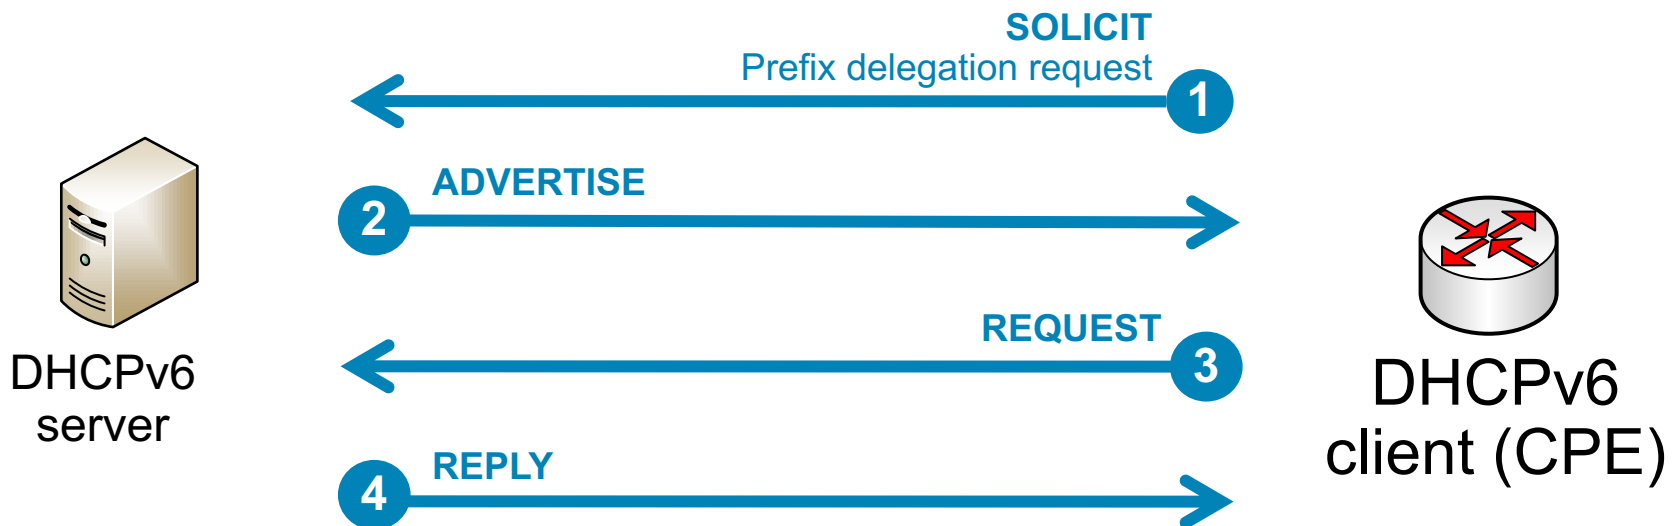 SOLICIT
Prefix delegation request
1
ADVERTISE
2
REQUEST
3
DHCPv6
server
DHCPv6
client (CPE)
REPLY
4